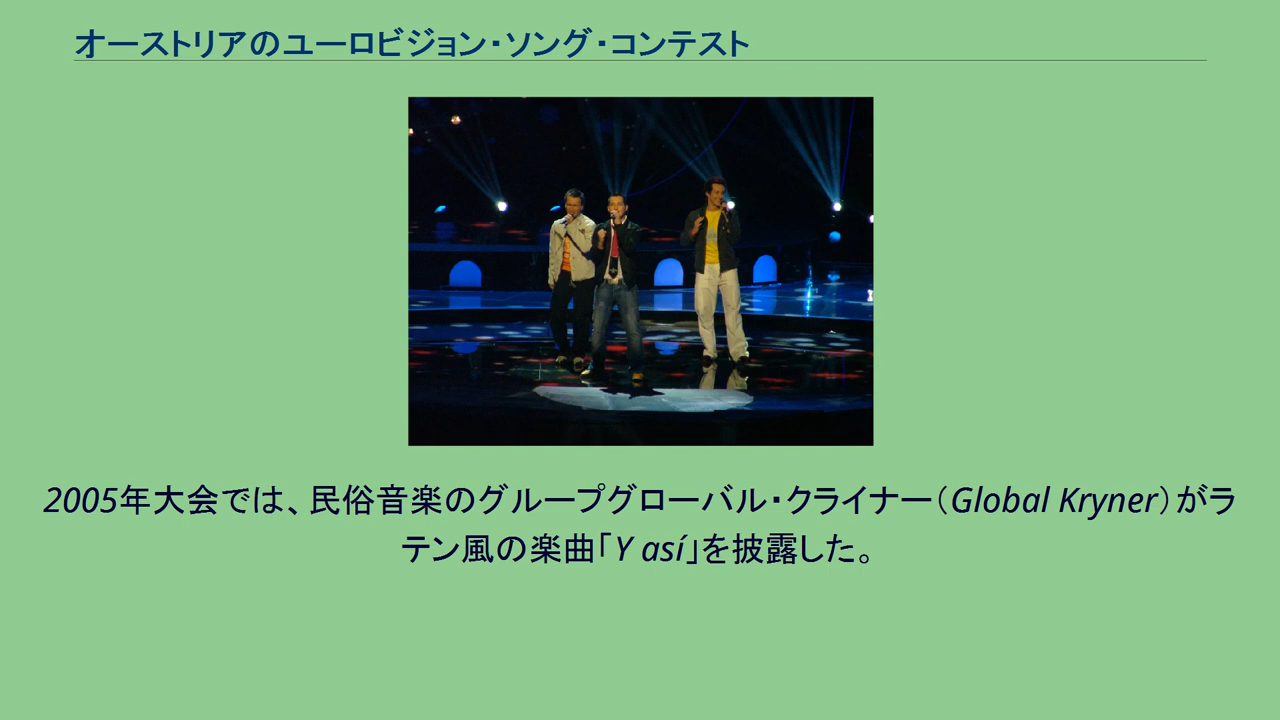 オーストリアのユーロビジョン・ソング・コンテスト
2005年大会では、民俗音楽のグループグローバル・クライナー（Global Kryner）がラ
テン風の楽曲「Y así」を披露した。